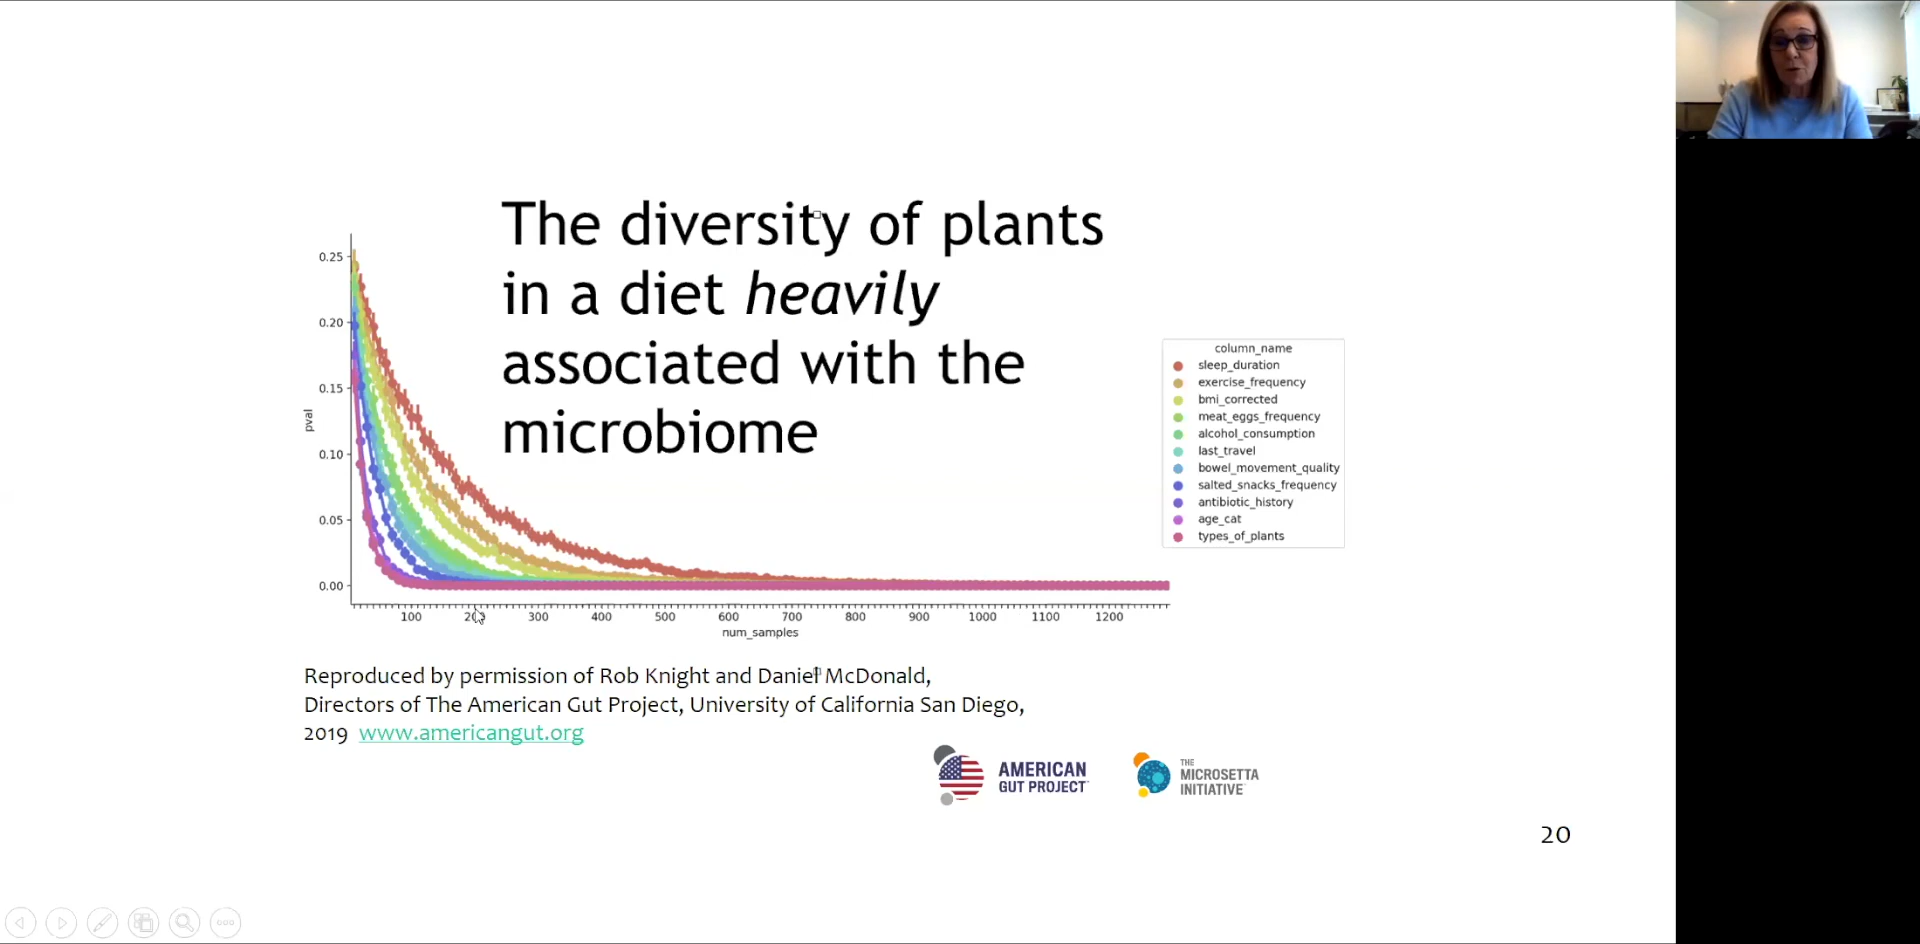 The diversity of plants
in a diet heavily
associated with the
microbiome
0.25
0.20
0.15
0.10
0.05
0.00
pval
100 200 300 400 500 600 700 800 900 1000 1100 1200
num_samples
column_name
sleep_duration
exercise_frequency
bmi_corrected
meat_eggs_frequency
alcohol_consumption
last_travel
bowel_movement_quality
salted_snacks_frequency
antibiotic_history
age_cat
types_of_plants
Reproduced by permission of Rob Knight and Daniel McDonald,
Directors of The American Gut Project, University of California San Diego,
2019 www.americangut.org
AMERICAN
GUT PROJECT
THE
MICROSETTA
INITIATIVE
20